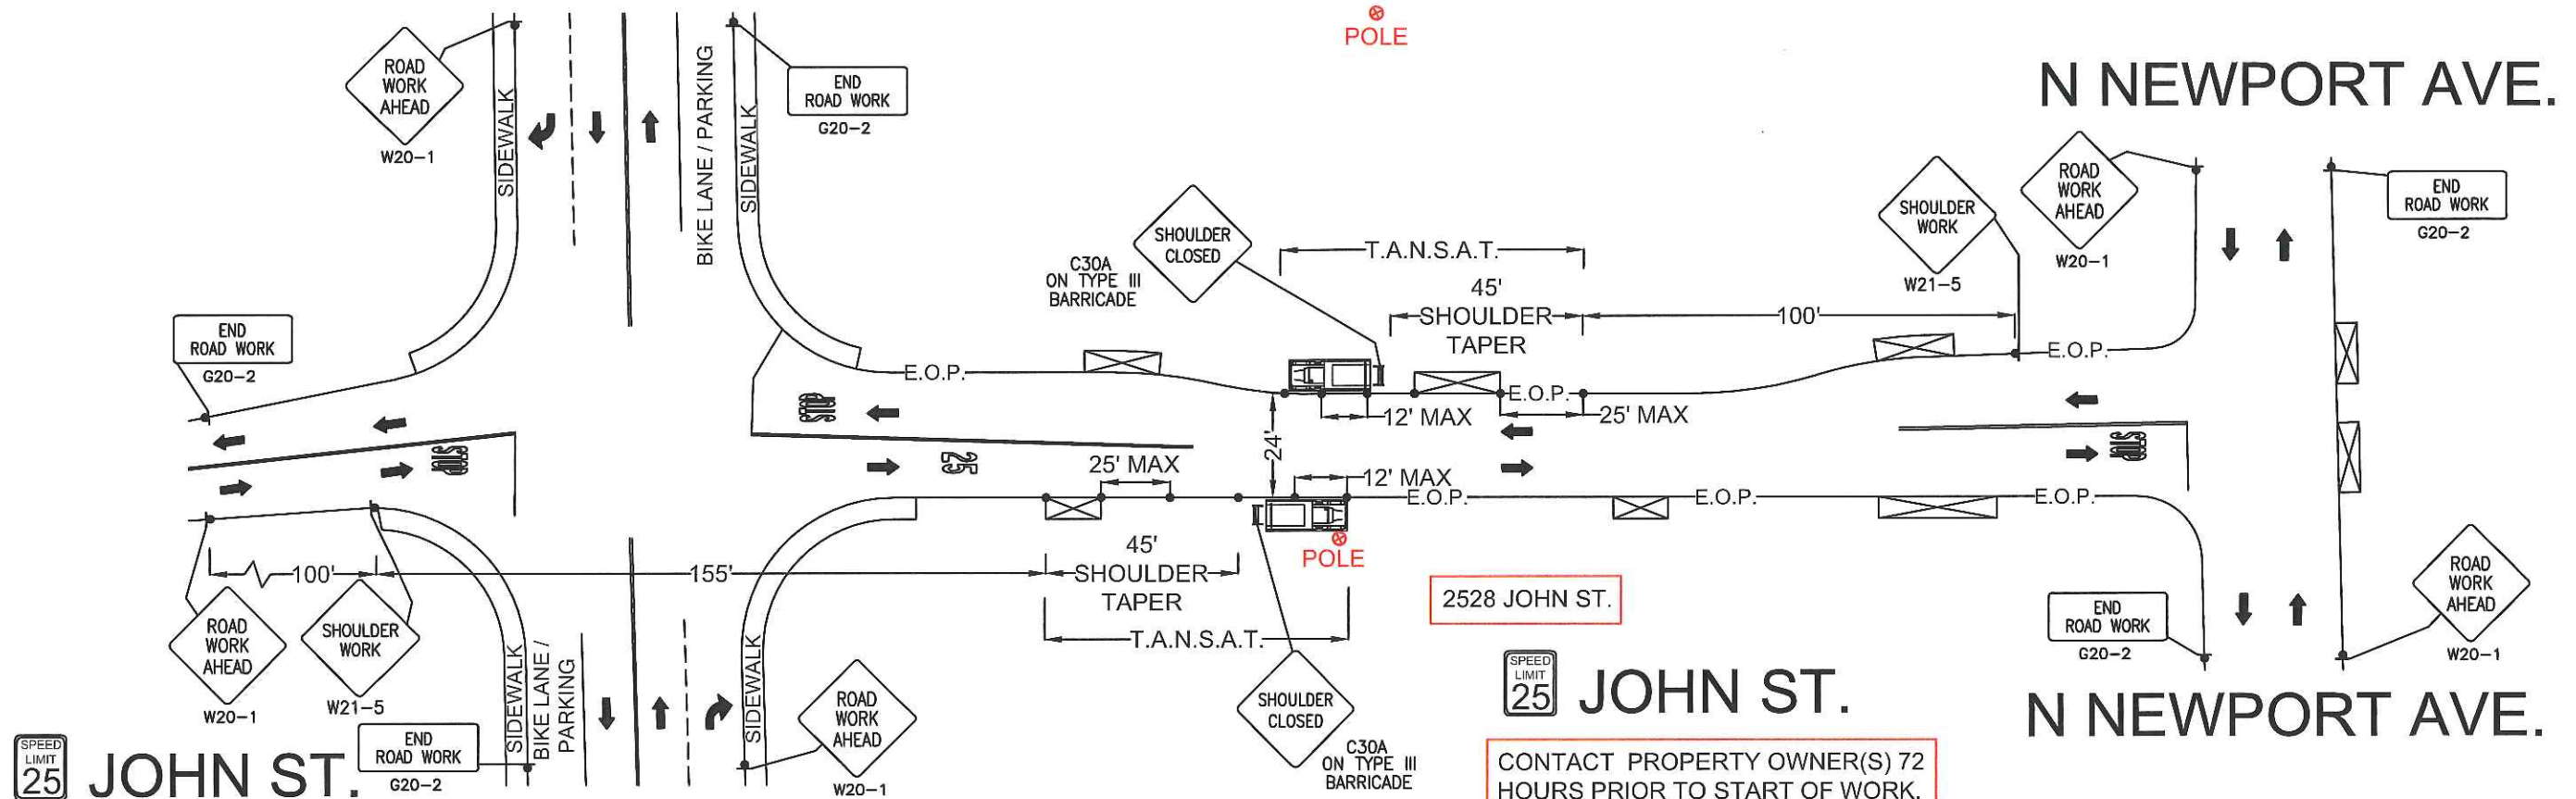 POLE
N NEWPORT AVE.
ROAD
WORK
AHEAD
W20-1
SIDEWALK
BIKE LANE / PARKING
SIDEWALK
END
ROAD WORK
G20-2
SHOULDER
CLOSED
C30A
ON TYPE III
BARRICADE
T.A.N.S.A.T.
45'
SHOULDER
TAPER
100'
SHOULDER
WORK
W21-5
ROAD
WORK
AHEAD
W20-1
END
ROAD WORK
G20-2
END
ROAD WORK
G20-2
E.O.P.
E.O.P.
E.O.P.
STOP
12' MAX
25' MAX
24'
STOP
25
STOP
25' MAX
12' MAX
E.O.P.
E.O.P.
E.O.P.
POLE
100'
155'
45'
SHOULDER
TAPER
T.A.N.S.A.T.
2528 JOHN ST.
ROAD
WORK
AHEAD
W20-1
SHOULDER
WORK
W21-5
END
ROAD WORK
G20-2
SIDEWALK
BIKE LANE /
PARKING
SIDEWALK
ROAD
WORK
AHEAD
W20-1
SHOULDER
CLOSED
C30A
ON TYPE III
BARRICADE
SPEED
LIMIT
25
JOHN ST.
END
ROAD WORK
G20-2
ROAD
WORK
AHEAD
W20-1
N NEWPORT AVE.
SPEED
LIMIT
25
JOHN ST.
CONTACT PROPERTY OWNER(S) 72
HOURS PRIOR TO START OF WORK.